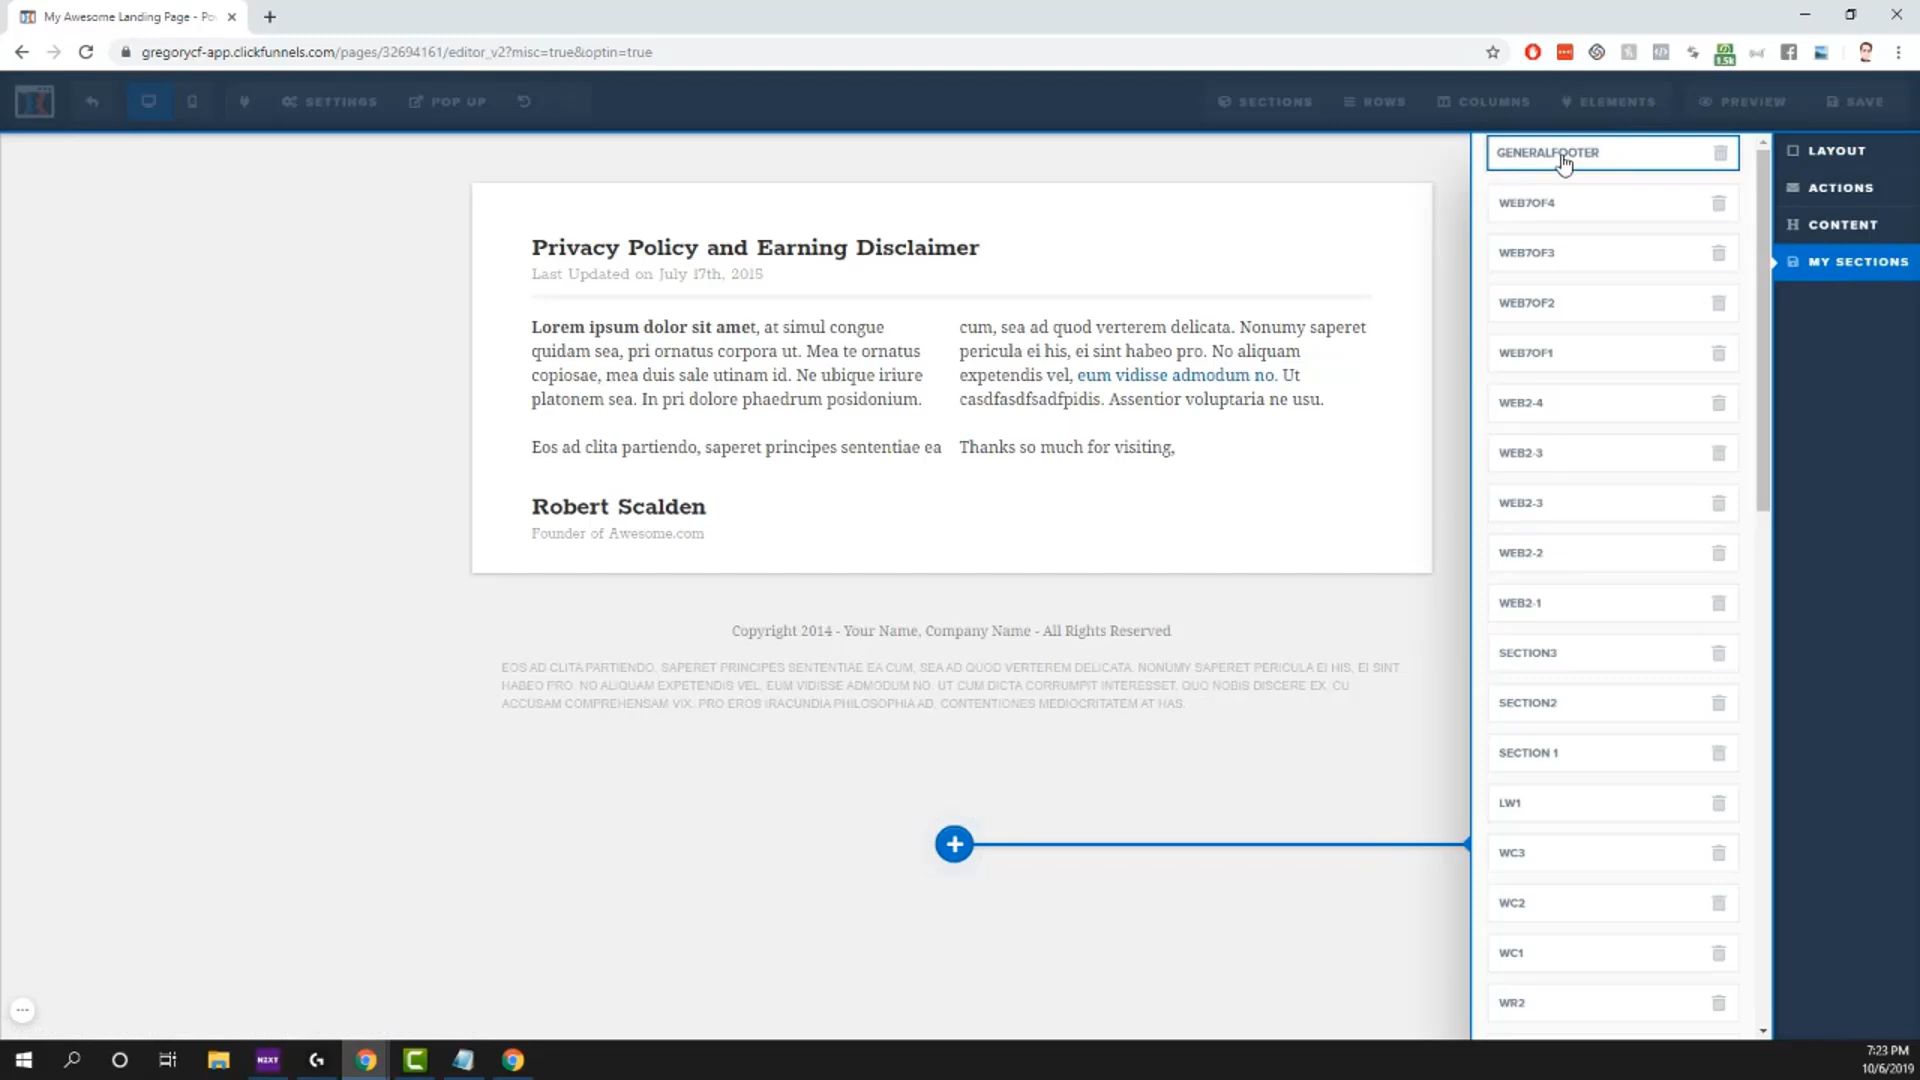 My Awesome Landing Page - Po
gregorycf-app.clickfunnels.com/pages/32694161/editor_v2?misc=true&optin=true
1.5k
SETTINGS
POP UP
SECTIONS
ROWS
COLUMNS
ELEMENTS
PREVIEW
SAVE
Privacy Policy and Earning Disclaimer
Last Updated on July 17th, 2015
Lorem ipsum dolor sit amet, at simul congue
quidam sea, pri ornatus corpora ut. Mea te ornatus
copiosae, mea duis sale utinam id. Ne ubique iriure
platonem sea. In pri dolore phaedrum posidonium.
Eos ad clita partiendo, saperet principes sententiae ea
cum, sea ad quod verterem delicata. Nonumy saperet
pericula ei his, ei sint habeo pro. No aliquam
expetendis vel, eum vidisse admodum no. Ut
casdfasdfsadfpidis. Assentior voluptaria ne usu.
Thanks so much for visiting,
Robert Scalden
Founder of Awesome.com
Copyright 2014 - Your Name, Company Name - All Rights Reserved
EOS AD CLITA PARTIENDO, SAPERET PRINCIPES SENTENTIAE EA CUM, SEA AD QUOD VERTEREM DELICATA. NONUMY SAPERET PERICULA EI HIS, EI SINT
HABEO PRO. NO ALIQUAM EXPETENDIS VEL, EUM VIDISSE ADMODUM NO. UT CUM DICTA CORRUMPIT INTERESSET, QUO NOBIS DISCERE EX. CU
ACCUSAM COMPREHENSAM VIX. PRO EROS IRACUNDIA PHILOSOPHIA AD, CONTENTIONES MEDIOCRITATEM AT HAS.
GENERALFOOTER
WEB7OF4
WEB7OF3
WEB7OF2
WEB7OF1
WEB2-4
WEB2-3
WEB2-3
WEB2-2
WEB2-1
SECTION3
SECTION2
SECTION 1
LW1
WC3
WC2
WC1
WR2
LAYOUT
ACTIONS
CONTENT
MY SECTIONS
NZXT
7:23 PM
10/6/2019